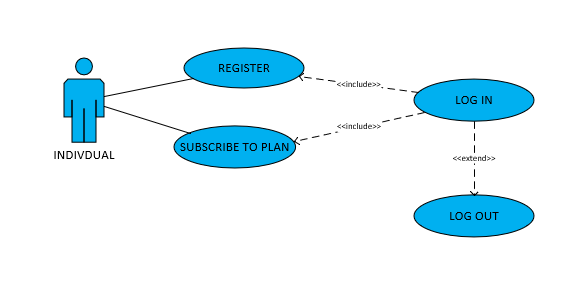 REGISTER
<<include>>
LOG IN
<<include>>
SUBSCRIBE TO PLAN
INDIVDUAL
<<extend>>
LOG OUT